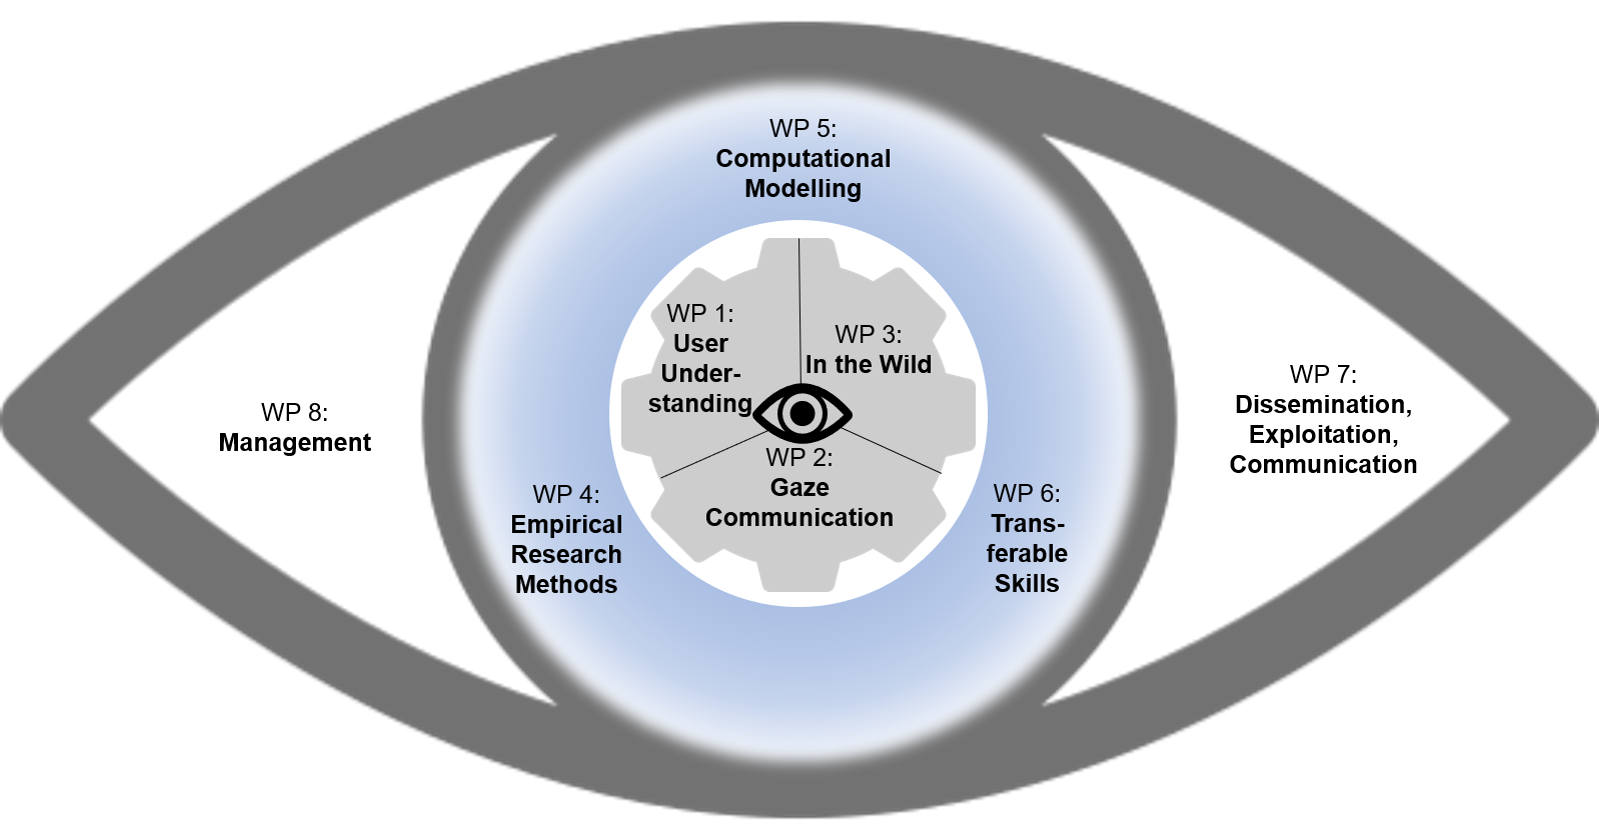 WP 5:
Computational
Modelling
WP 1:
User
Under-
standing
WP 3:
In the Wild
WP 2:
Gaze
Communication
WP 8:
Management
WP 7:
Dissemination,
Exploitation,
Communication
WP 4:
Empirical
Research
Methods
WP 6:
Trans-
ferable
Skills